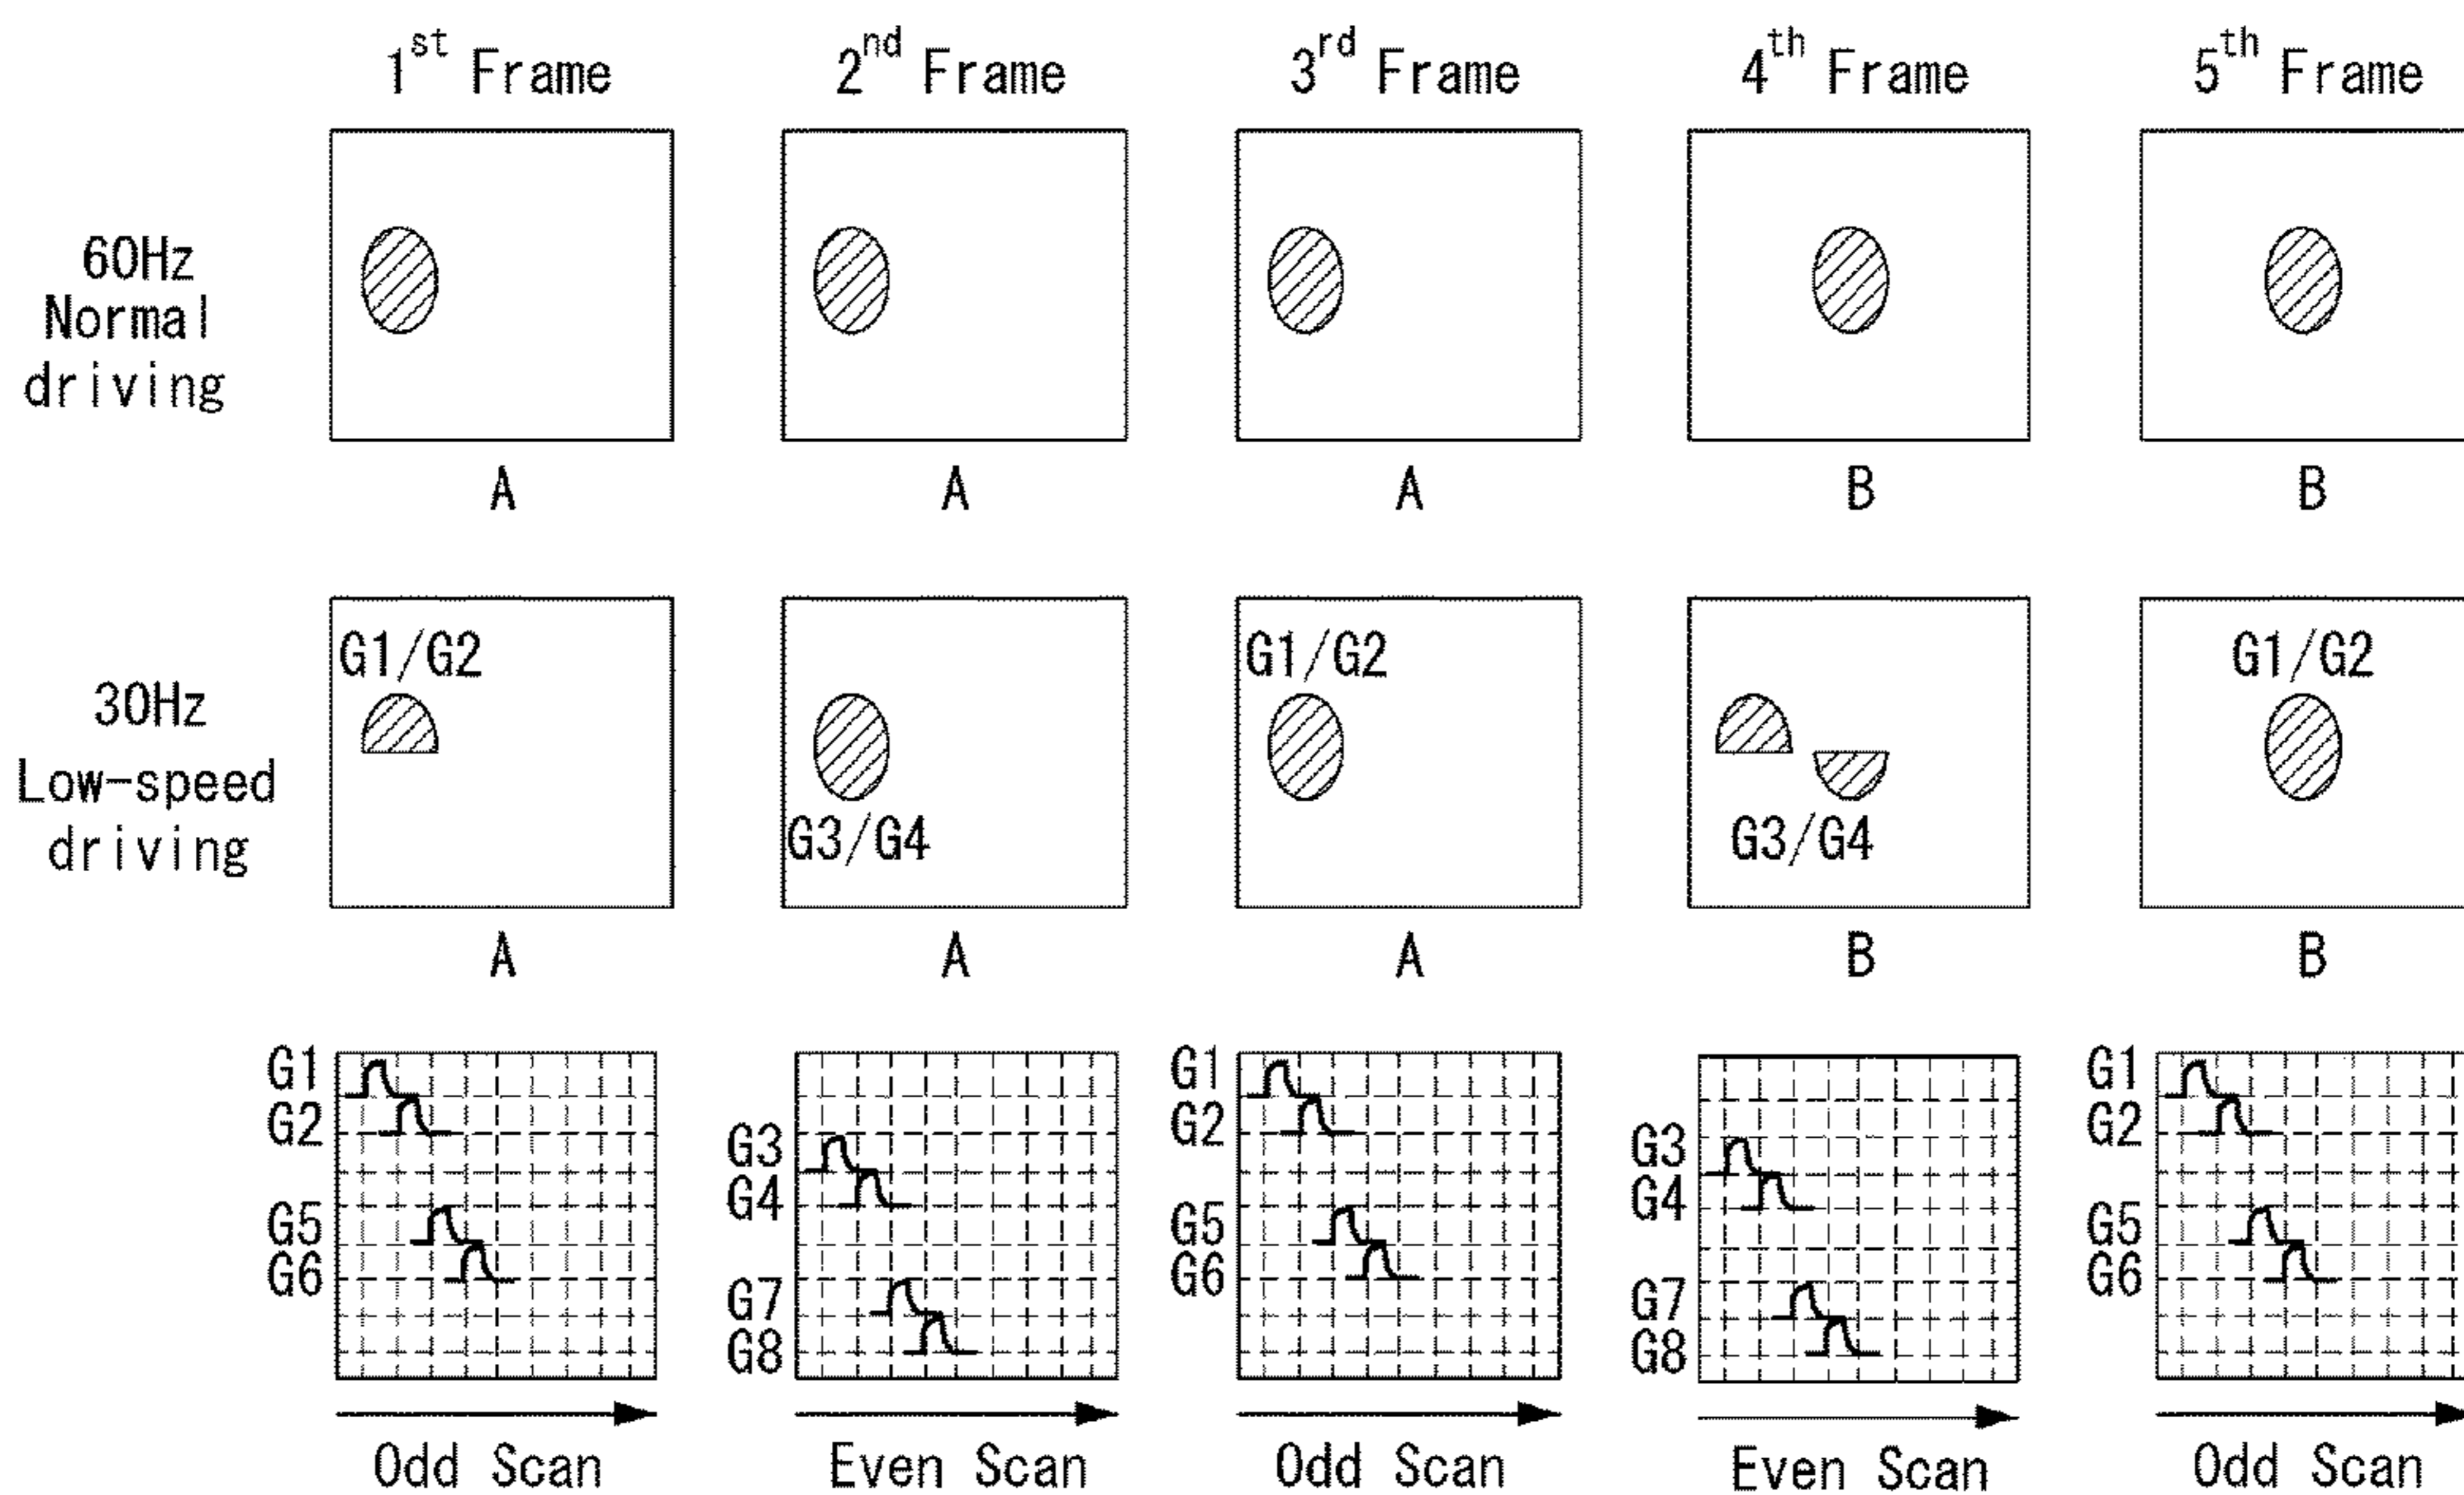 1st Frame
2nd Frame
3rd Frame
4th Frame
5th Frame
60Hz
Normal
driving
A
A
A
B
B
30Hz
Low-speed
driving
G1/G2
G3/G4
G1/G2
G3/G4
G1/G2
A
A
A
B
B
G1
G2
G5
G6
G3
G4
G7
G8
G1
G2
G5
G6
G3
G4
G7
G8
G1
G2
G5
G6
Odd Scan
Even Scan
Odd Scan
Even Scan
Odd Scan